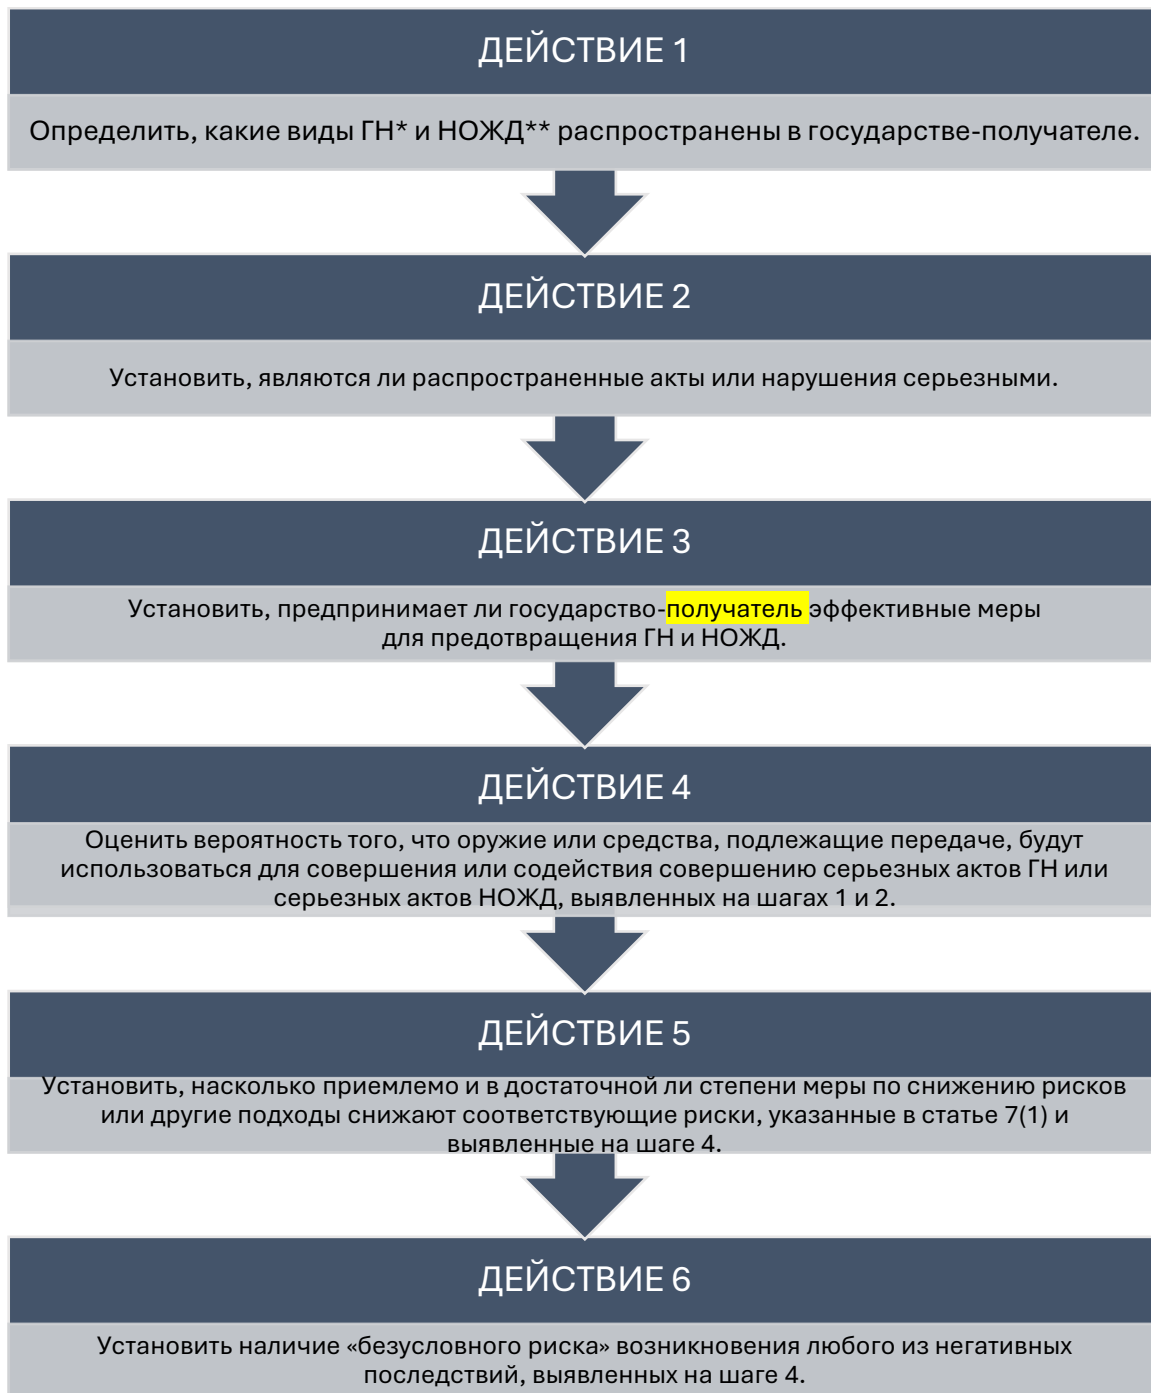 ДЕЙСТВИЕ 1
Определить, какие виды ГН* и НОЖД** распространены в государстве-получателе.
ДЕЙСТВИЕ 2
Установить, являются ли распространенные акты или нарушения серьезными.
ДЕЙСТВИЕ 3
Установить, предпринимает ли государство-получатель эффективные меры
для предотвращения ГН и НОЖД.
ДЕЙСТВИЕ 4
Оценить вероятность того, что оружие или средства, подлежащие передаче, будут
использоваться для совершения или содействия совершению серьезных актов ГН или
серьезных актов НОЖД, выявленных на шагах 1 и 2.
ДЕЙСТВИЕ 5
Установить, насколько приемлемо и в достаточной ли степени меры по снижению рисков
или другие подходы снижают соответствующие риски, указанные в статье 7(1) и
выявленные на шаге 4.
ДЕЙСТВИЕ 6
Установить наличие «безусловного риска» возникновения любого из негативных
последствий, выявленных на шаге 4.